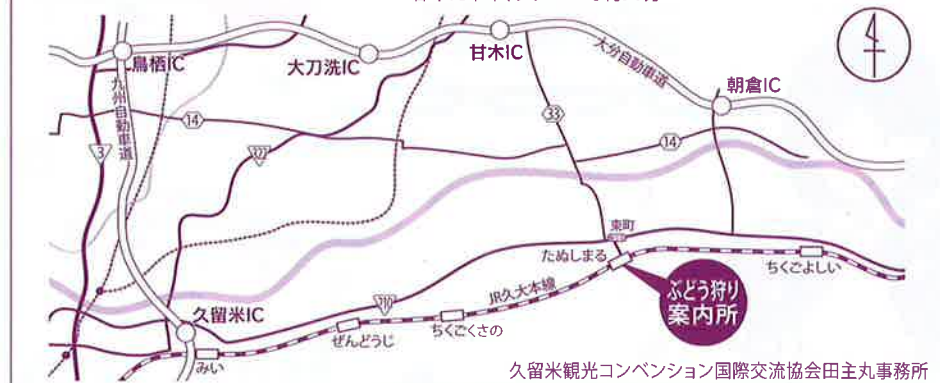 鳥栖IC
大刀洗IC
甘木IC
大分自動車道
朝倉IC
九州自動車道
3
14
322
33
14
東町
たぬしまる
ちくごよしい
ぶどう狩り
案内所
JR久大本線
210
久留米IC
ちくごくさの
ぜんどうじ
みい
久留米観光コンベンション国際交流協会田主丸事務所